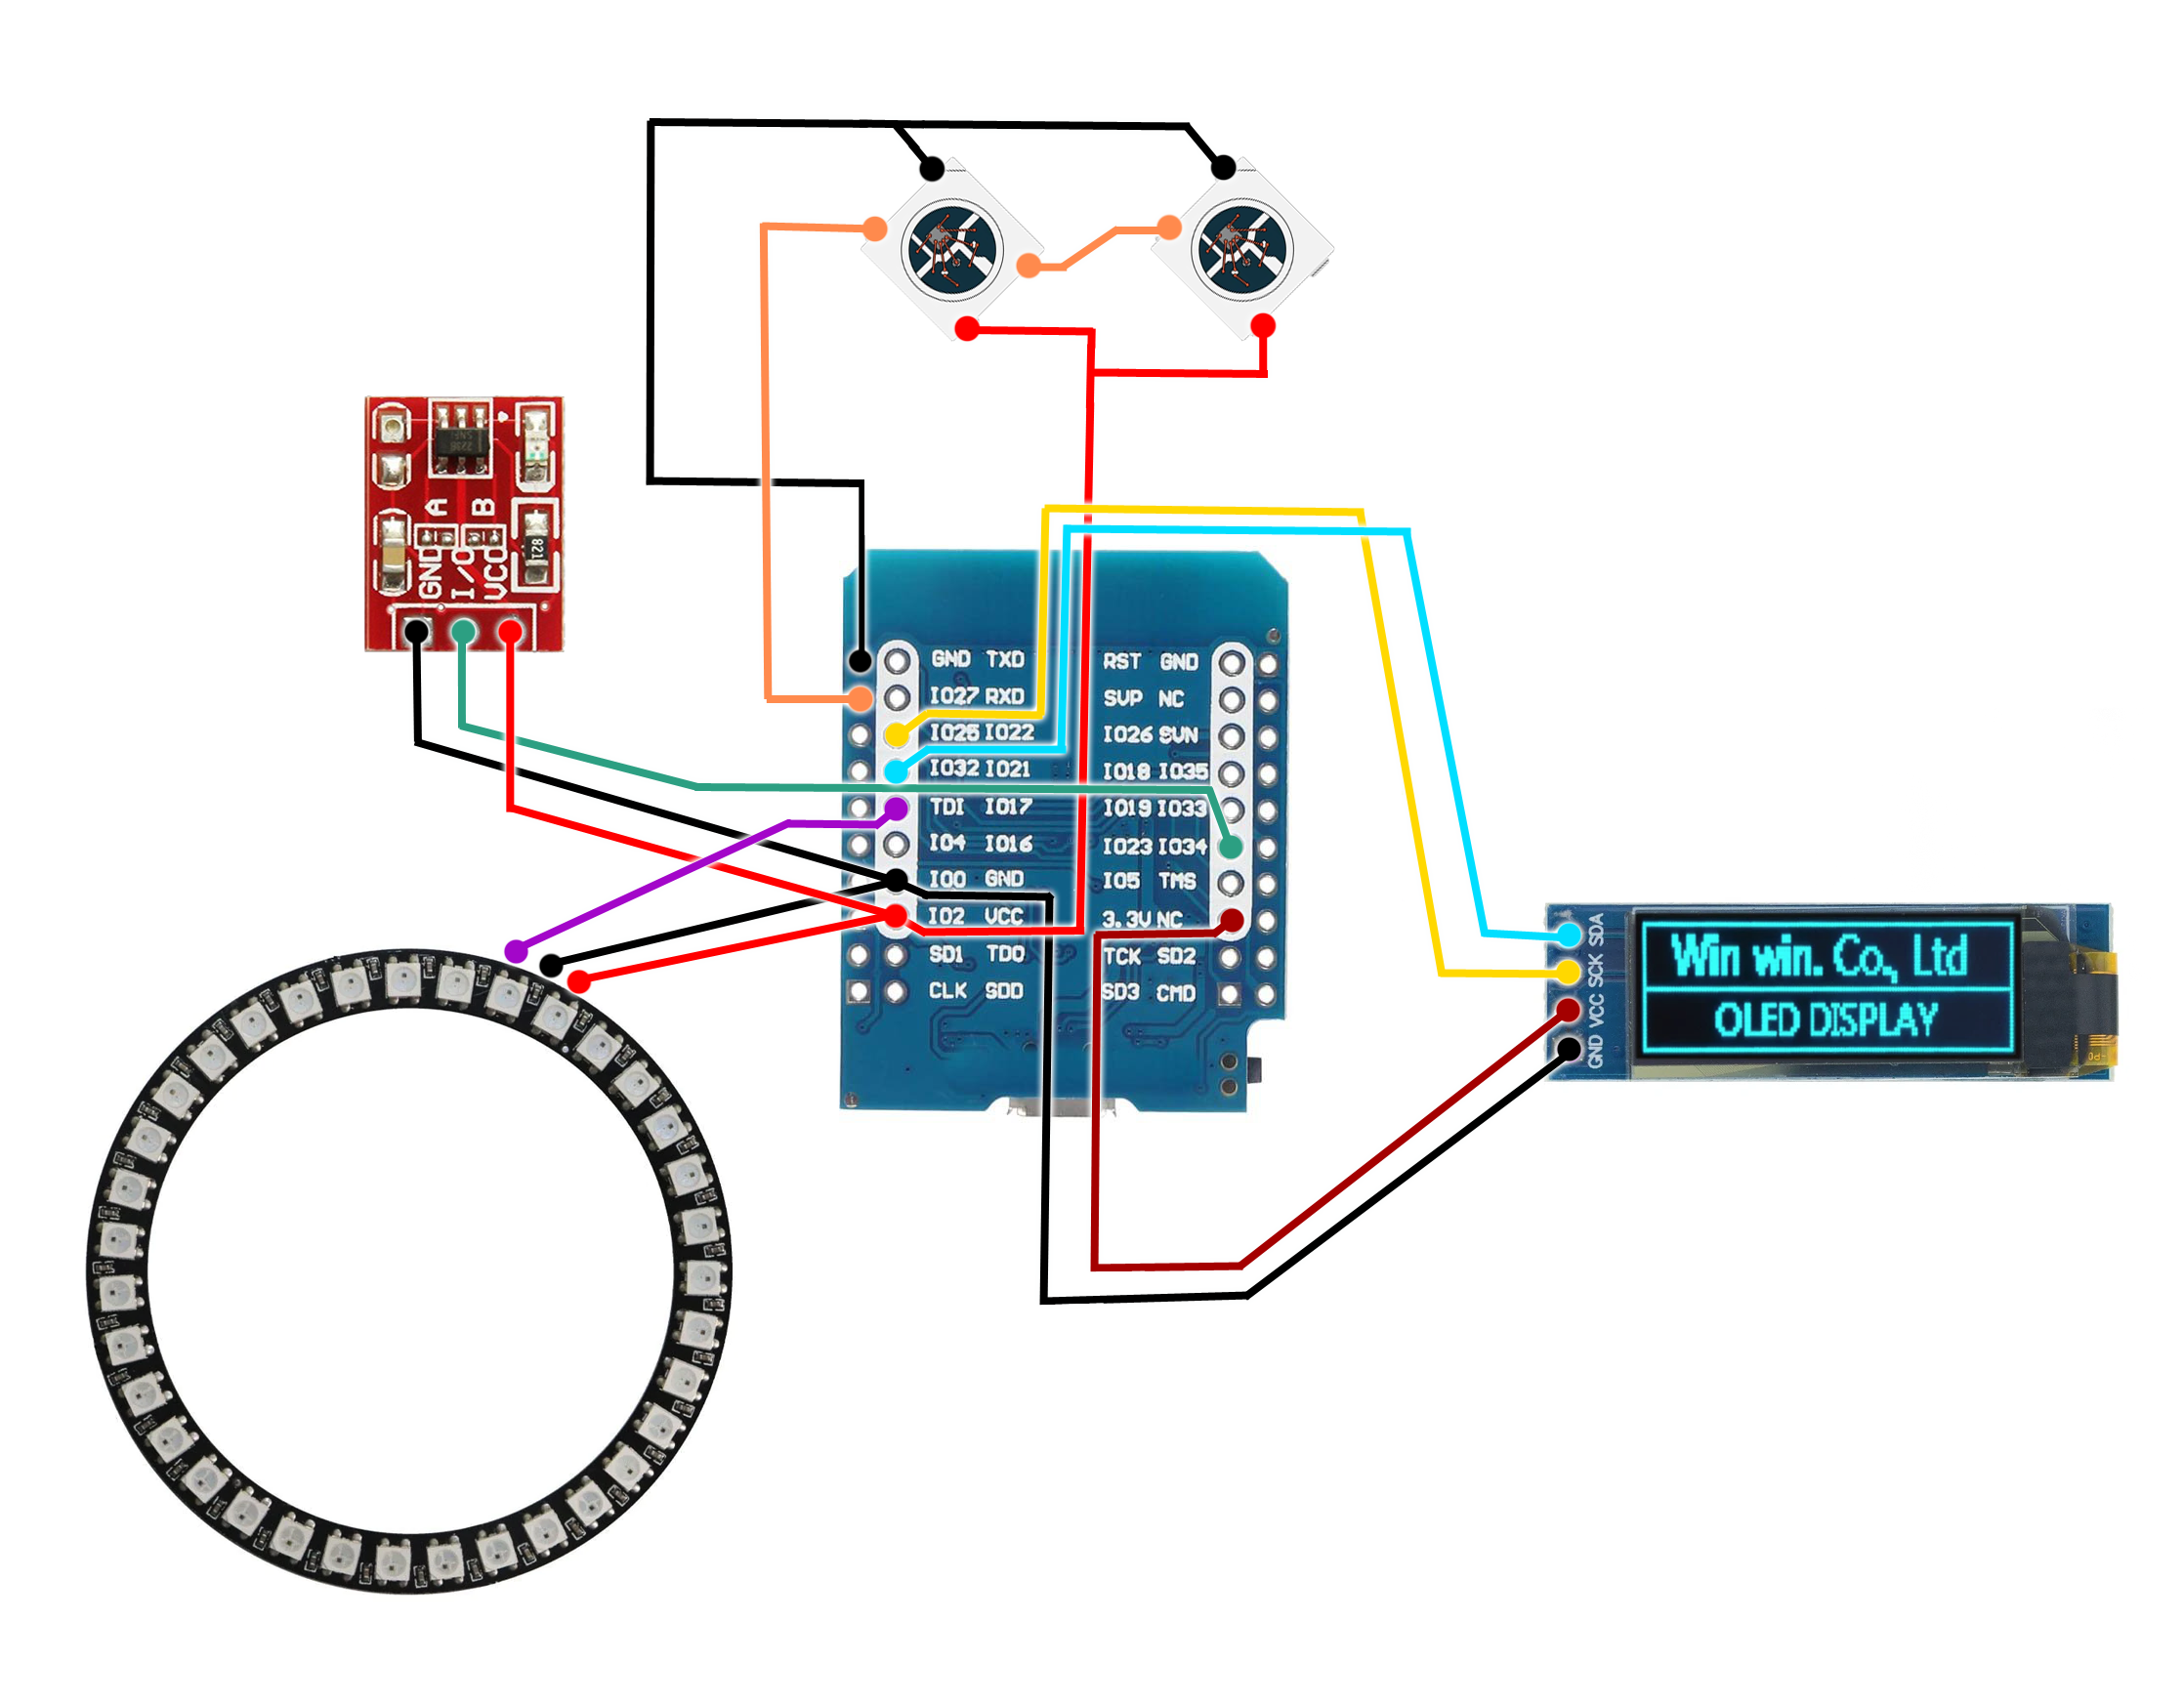 A B
GND
I/O
VCC
821
GND TXD RST GND
IO27 RXD SVP NC
IO25 IO22 IO26 SVN
IO32 IO21 IO18 IO35
TDI IO17 IO19 IO33
IO4 IO16 IO23 IO34
IO0 GND IO5 TMS
IO2 VCC 3.3V NC
SD1 TDO TCK SD2
CLK SDD SD3 CMD
GND VCC SCK SDA
Win win. Co., Ltd
OLED DISPLAY